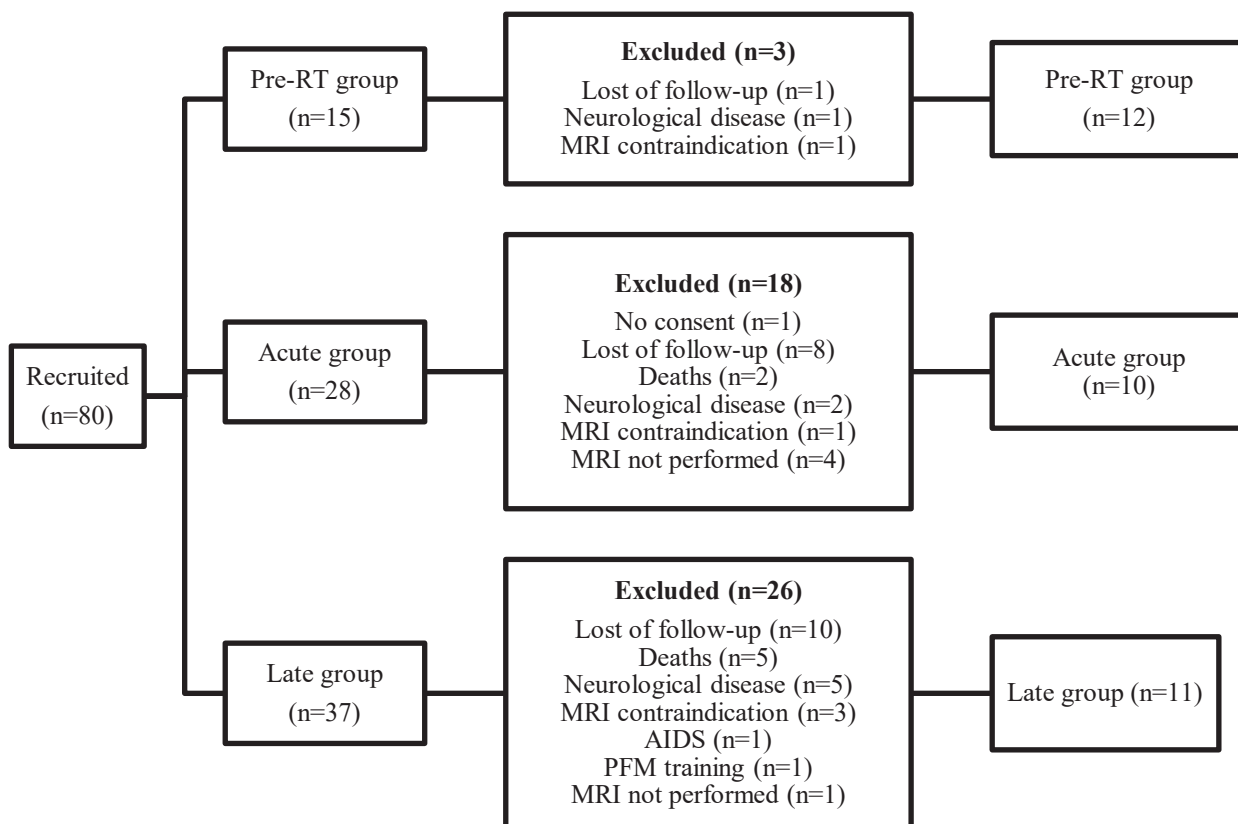 Recruited
(n=80)
Pre-RT group
(n=15)
Excluded (n=3)
Lost of follow-up (n=1)
Neurological disease (n=1)
MRI contraindication (n=1)
Pre-RT group
(n=12)
Acute group
(n=28)
Excluded (n=18)
No consent (n=1)
Lost of follow-up (n=8)
Deaths (n=2)
Neurological disease (n=2)
MRI contraindication (n=1)
MRI not performed (n=4)
Acute group
(n=10)
Late group
(n=37)
Excluded (n=26)
Lost of follow-up (n=10)
Deaths (n=5)
Neurological disease (n=5)
MRI contraindication (n=3)
AIDS (n=1)
PFM training (n=1)
MRI not performed (n=1)
Late group (n=11)